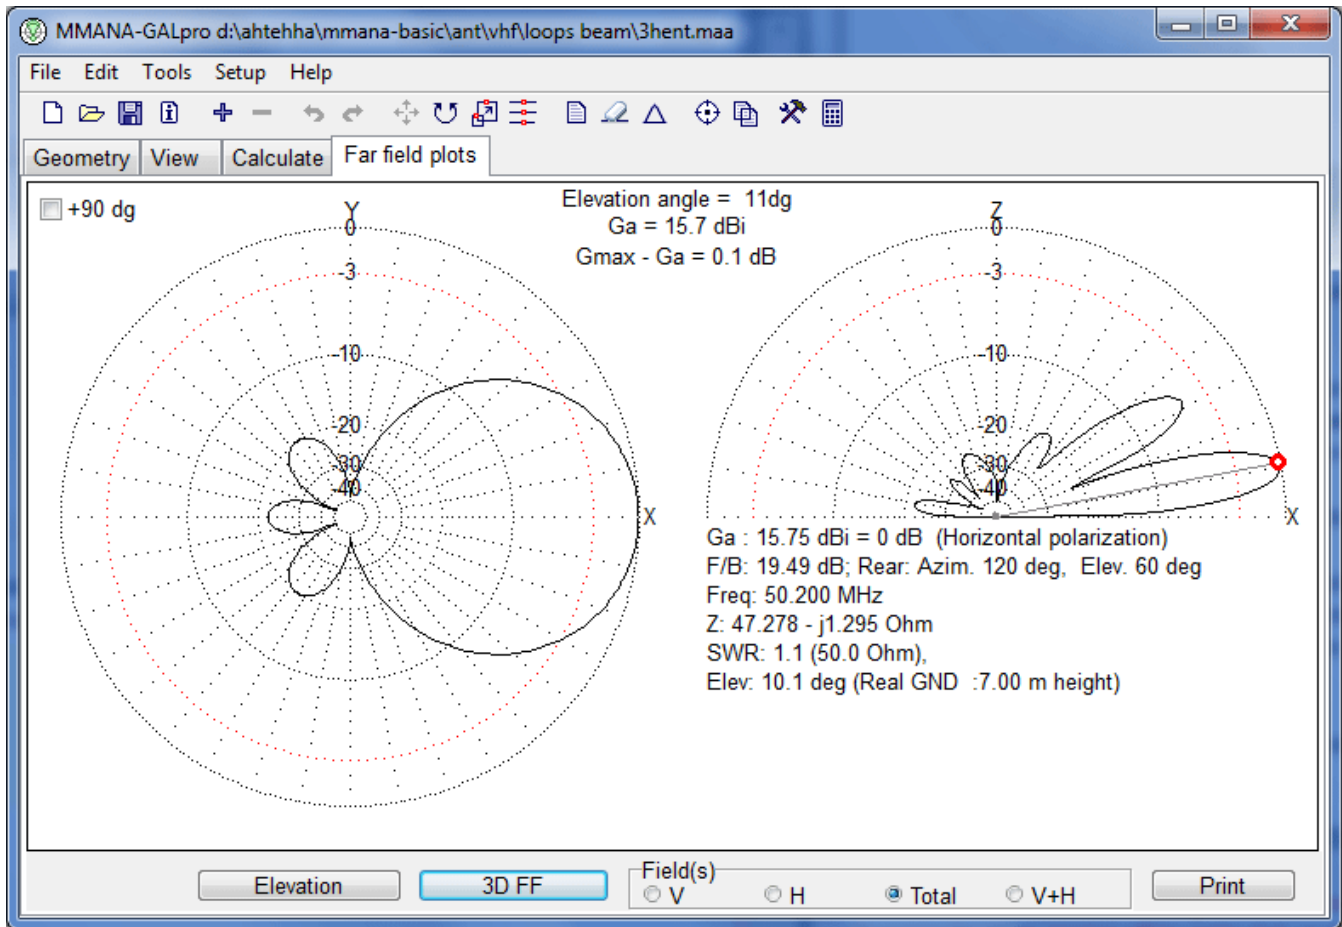 MMANA-GALpro d:\ahtehha\mmana-basic\ant\vhf\loops beam\3hent.maa
File Edit Tools Setup Help
Geometry View Calculate Far field plots
+90 dg
Elevation angle = 11dg
Ga = 15.7 dBi
Gmax - Ga = 0.1 dB
Y
0
-3
-10
-20
-30
-40
X
Z
0
-3
-10
-20
-30
-40
X
Ga : 15.75 dBi = 0 dB (Horizontal polarization)
F/B: 19.49 dB; Rear: Azim. 120 deg, Elev. 60 deg
Freq: 50.200 MHz
Z: 47.278 - j1.295 Ohm
SWR: 1.1 (50.0 Ohm),
Elev: 10.1 deg (Real GND :7.00 m height)
Elevation 3D FF
Field(s)
V H Total V+H
Print